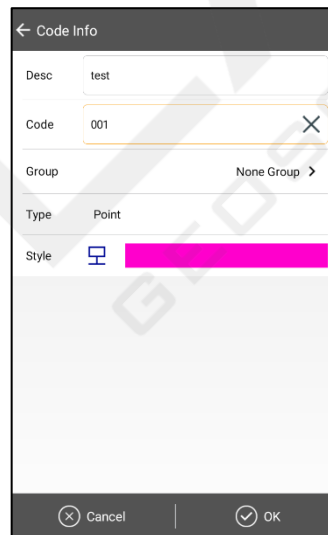 Code Info
Desc test
Code 001
Group None Group
Type Point
Style
Cancel OK